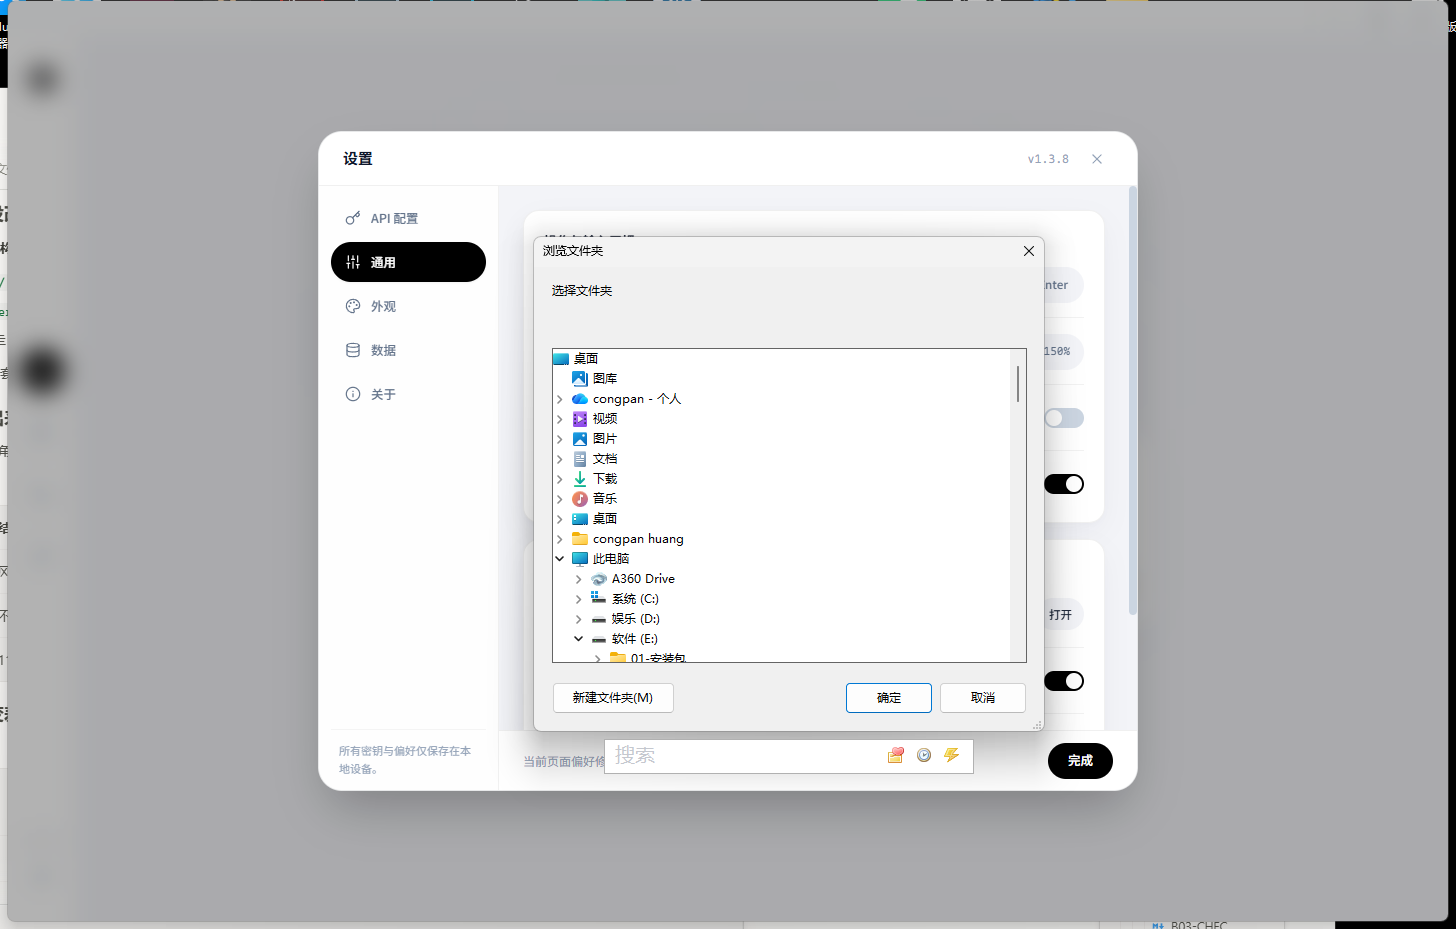 设置
v1.3.8
API 配置
通用
外观
数据
关于
所有密钥与偏好仅保存在本
地设备。
浏览文件夹
选择文件夹
桌面
图库
congpan - 个人
视频
图片
文档
下载
音乐
桌面
congpan huang
此电脑
A360 Drive
系统 (C:)
娱乐 (D:)
软件 (E:)
01-安装包
新建文件夹(M)
确定
取消
nter
150%
打开
当前页面偏好修
搜索
完成
B03-CHEC